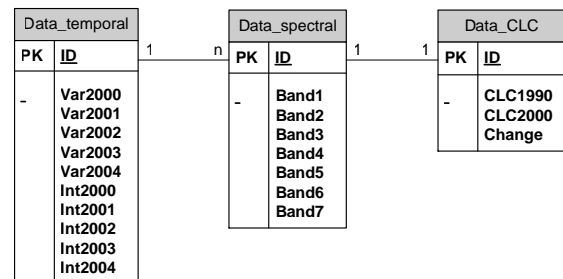 Data_temporal
PK ID
-
Var2000
Var2001
Var2002
Var2003
Var2004
Int2000
Int2001
Int2002
Int2003
Int2004
1 n
Data_spectral
PK ID
-
Band1
Band2
Band3
Band4
Band5
Band6
Band7
1 1
Data_CLC
PK ID
-
CLC1990
CLC2000
Change